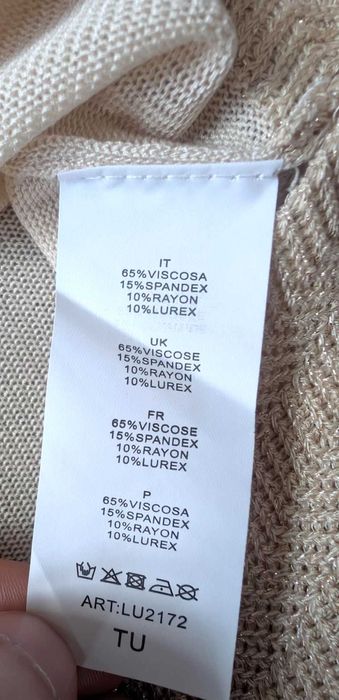 IT
65%VISCOSA
15%SPANDEX
10%RAYON
10%LUREX
UK
65%VISCOSE
15%SPANDEX
10%RAYON
10%LUREX
FR
65%VISCOSE
15%SPANDEX
10%RAYON
10%LUREX
P
65%VISCOSA
15%SPANDEX
10%RAYON
10%LUREX
ART:LU2172
TU